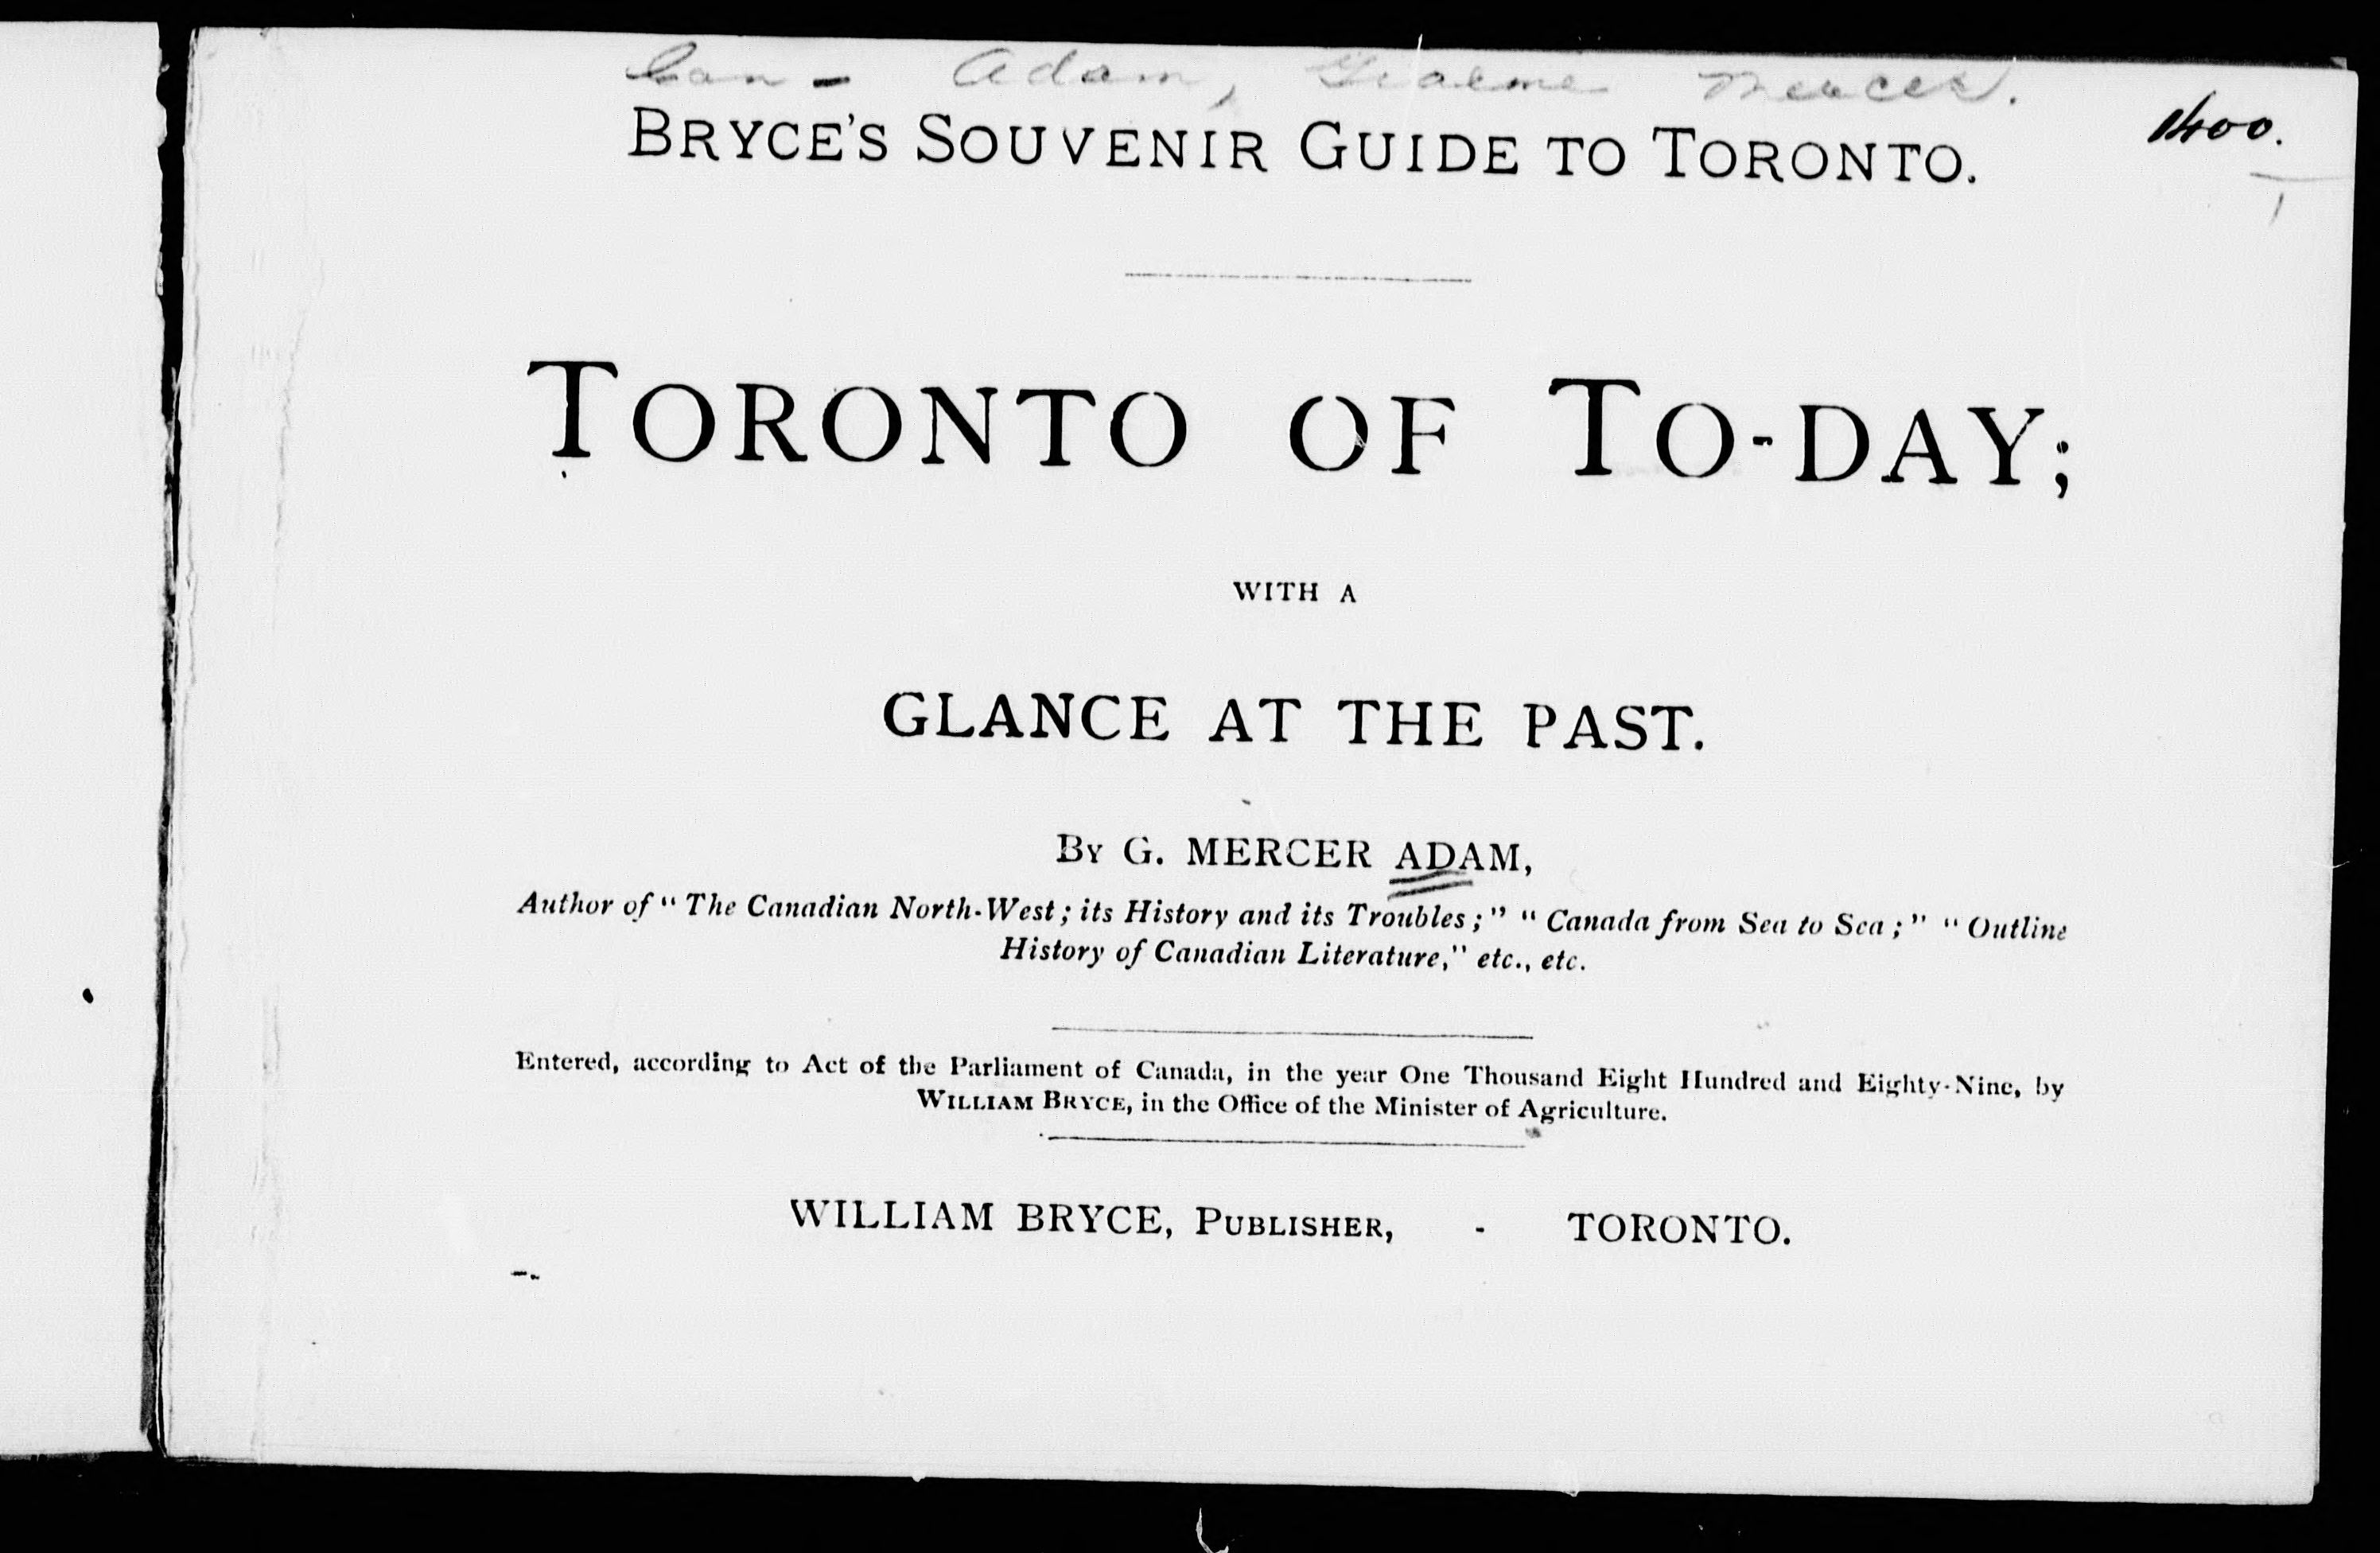 Can - Adam, Graeme Mercer.
1400.
BRYCE'S SOUVENIR GUIDE TO TORONTO.
TORONTO OF TO-DAY;
WITH A
GLANCE AT THE PAST.
BY G. MERCER ADAM,
Author of "The Canadian North-West; its History and its Troubles;" "Canada from Sea to Sea;" "Outline
History of Canadian Literature," etc., etc.
Entered, according to Act of the Parliament of Canada, in the year One Thousand Eight Hundred and Eighty-Nine, by
WILLIAM BRYCE, in the Office of the Minister of Agriculture.
WILLIAM BRYCE, PUBLISHER, - TORONTO.